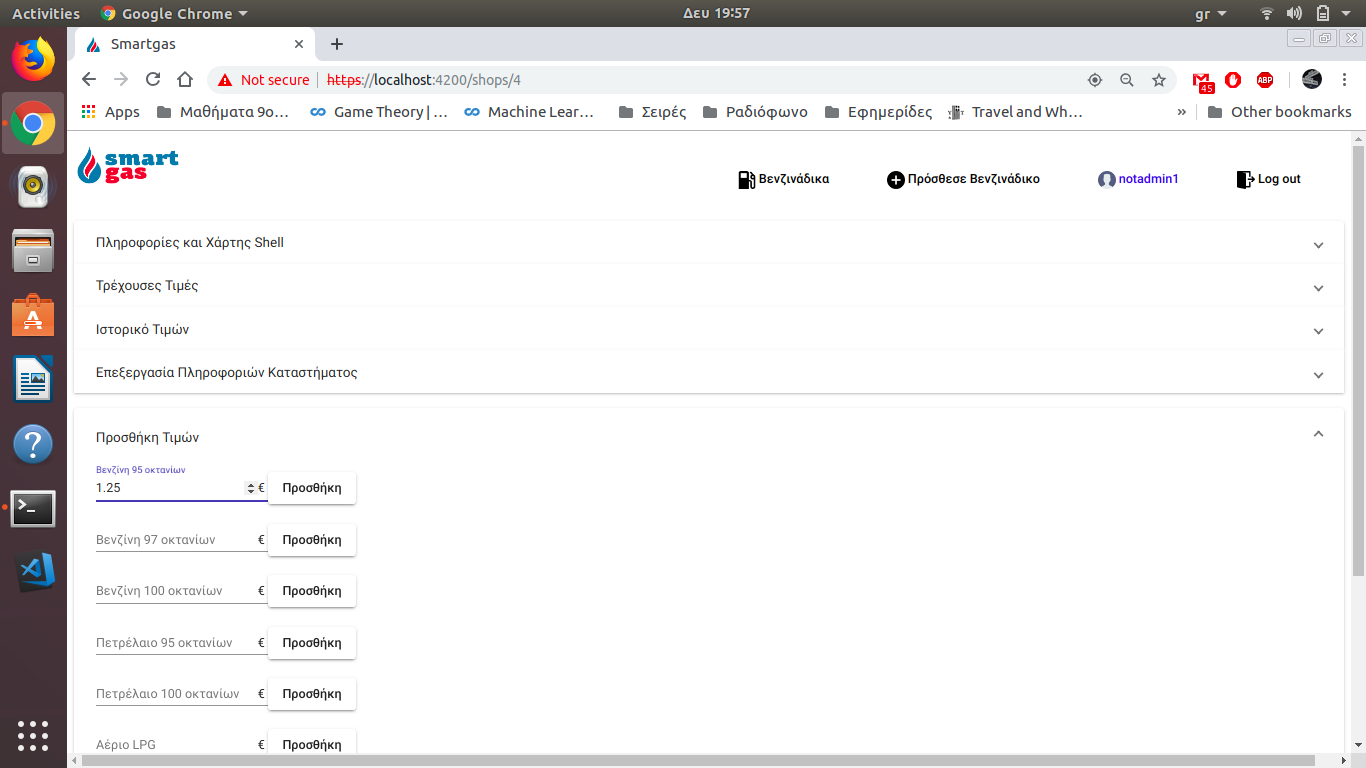 Activities Google Chrome Δευ 19:57 gr
Smartgas
Not secure https://localhost:4200/shops/4 45 ABP
Apps Μαθήματα 9ο… Game Theory | … Machine Lear… Σειρές Ραδιόφωνο Εφημερίδες Travel and Wh… » Other bookmarks
smart
gas
Βενζινάδικα Πρόσθεσε Βενζινάδικο notadmin1 Log out
Πληροφορίες και Χάρτης Shell
Τρέχουσες Τιμές
Ιστορικό Τιμών
Επεξεργασία Πληροφοριών Καταστήματος
Προσθήκη Τιμών
Βενζίνη 95 οκτανίων
1.25 € Προσθήκη
Βενζίνη 97 οκτανίων € Προσθήκη
Βενζίνη 100 οκτανίων € Προσθήκη
Πετρέλαιο 95 οκτανίων € Προσθήκη
Πετρέλαιο 100 οκτανίων € Προσθήκη
Αέριο LPG € Προσθήκη